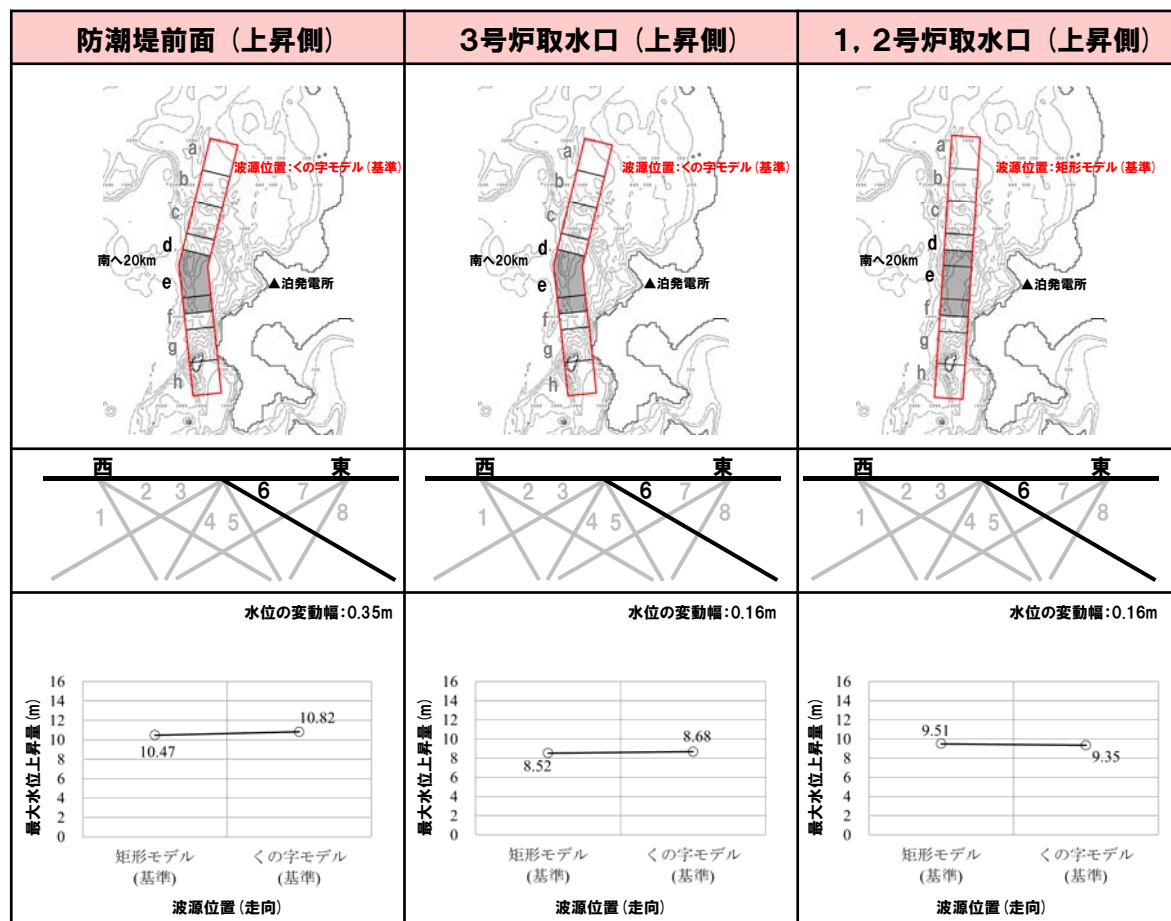 防潮堤前面（上昇側）
3号炉取水口（上昇側）
1，2号炉取水口（上昇側）
a
波源位置：くの字モデル（基準）
b
c
d
南へ20km
e
▲泊発電所
f
g
h
a
波源位置：くの字モデル（基準）
b
c
d
南へ20km
e
▲泊発電所
f
g
h
a
波源位置：矩形モデル（基準）
b
c
d
南へ20km
e
▲泊発電所
f
g
h
西 東
1 2 3 4 5 6 7 8
西 東
1 2 3 4 5 6 7 8
西 東
1 2 3 4 5 6 7 8
水位の変動幅：0.35m
最大水位上昇量（m）
16
14
12
10
8
6
4
2
0
10.47
10.82
矩形モデル
(基準)
くの字モデル
(基準)
波源位置（走向）
水位の変動幅：0.16m
最大水位上昇量（m）
16
14
12
10
8
6
4
2
0
8.52
8.68
矩形モデル
(基準)
くの字モデル
(基準)
波源位置（走向）
水位の変動幅：0.16m
最大水位上昇量（m）
16
14
12
10
8
6
4
2
0
9.51
9.35
矩形モデル
(基準)
くの字モデル
(基準)
波源位置（走向）